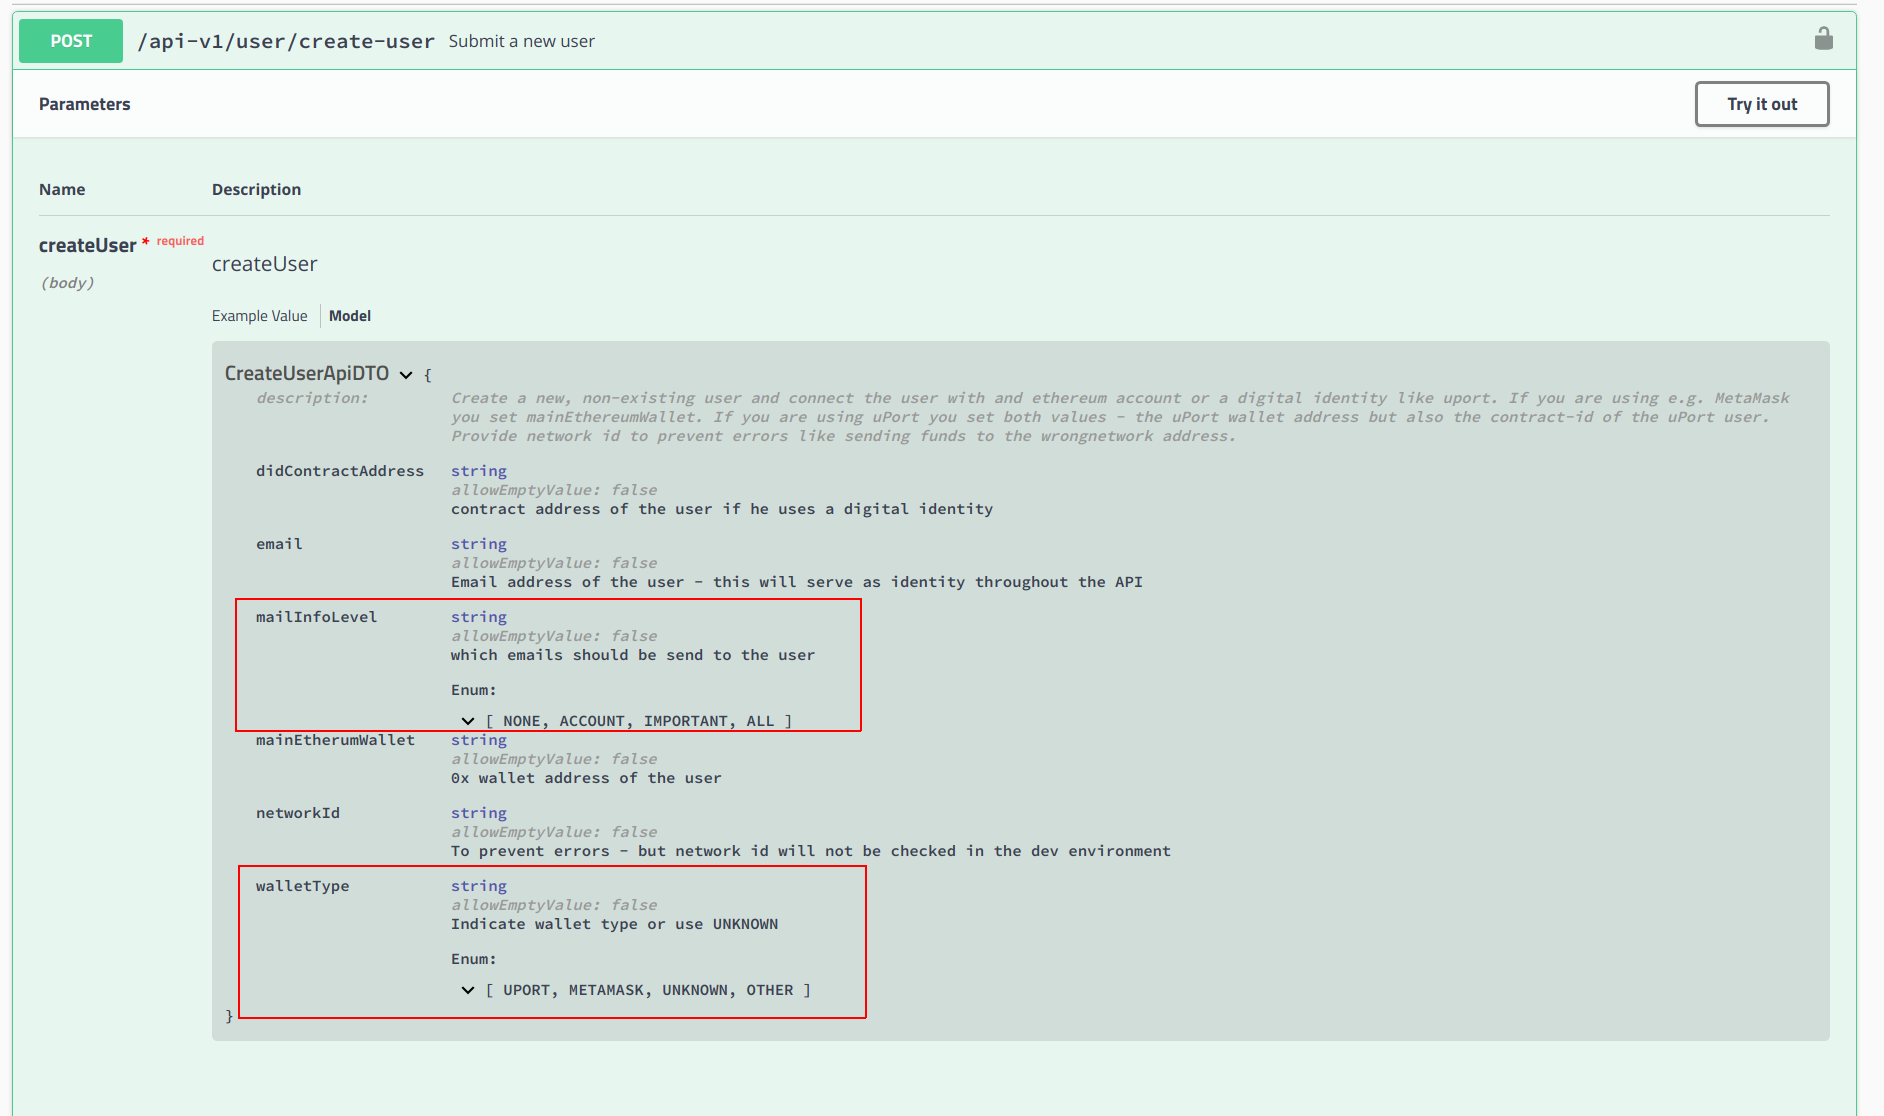 POST /api-v1/user/create-user Submit a new user
Parameters
Try it out
Name Description
createUser * required
(body)
createUser
Example Value Model
CreateUserApiDTO {
description: Create a new, non-existing user and connect the user with and ethereum account or a digital identity like uport. If you are using e.g. MetaMask
you set mainEthereumWallet. If you are using uPort you set both values - the uPort wallet address but also the contract-id of the uPort user.
Provide network id to prevent errors like sending funds to the wrongnetwork address.
didContractAddress string
allowEmptyValue: false
contract address of the user if he uses a digital identity
email string
allowEmptyValue: false
Email address of the user - this will serve as identity throughout the API
mailInfoLevel string
allowEmptyValue: false
which emails should be send to the user
Enum:
[ NONE, ACCOUNT, IMPORTANT, ALL ]
mainEtherumWallet string
allowEmptyValue: false
0x wallet address of the user
networkId string
allowEmptyValue: false
To prevent errors - but network id will not be checked in the dev environment
walletType string
allowEmptyValue: false
Indicate wallet type or use UNKNOWN
Enum:
[ UPORT, METAMASK, UNKNOWN, OTHER ]
}